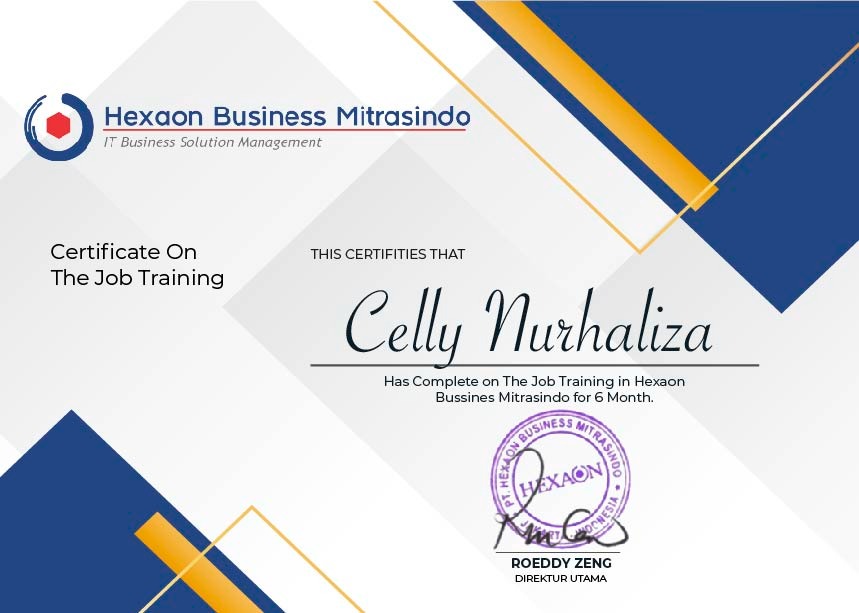 Hexaon Business Mitrasindo
IT Business Solution Management
Certificate On
The Job Training
THIS CERTIFITIES THAT
Celly Nurhaliza
Has Complete on The Job Training in Hexaon
Bussines Mitrasindo for 6 Month.
PT. HEXAON BUSINESS MITRASINDO
HEXAON
JAKARTA - INDONESIA
ROEDDY ZENG
DIREKTUR UTAMA